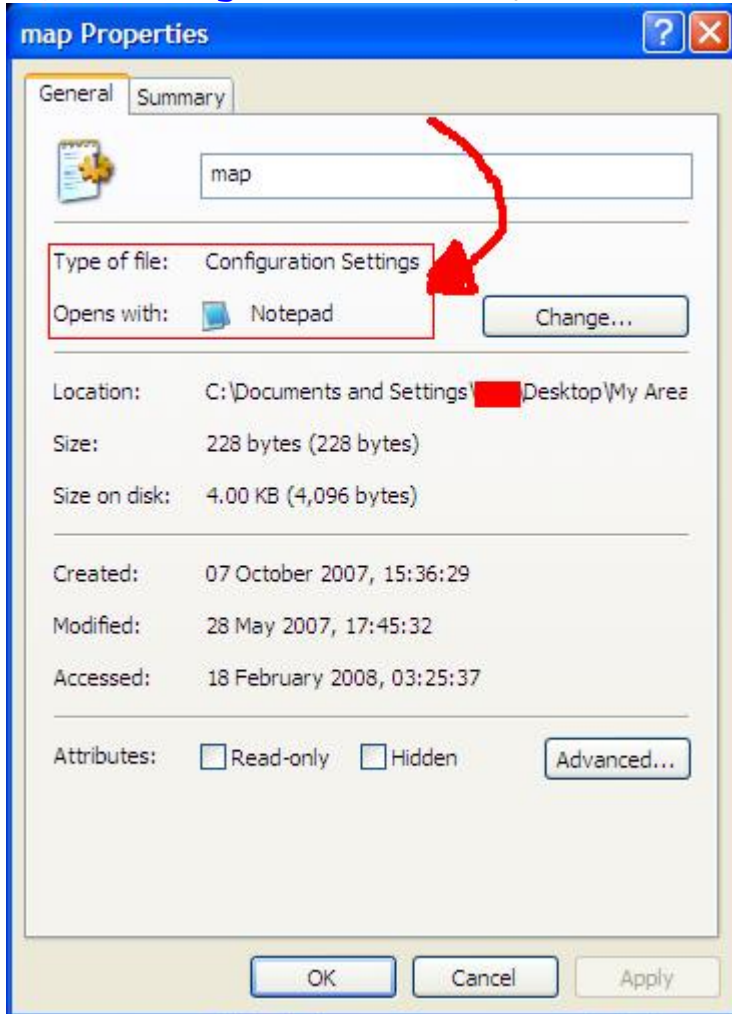 map Properties
General Summary
map
Type of file: Configuration Settings
Opens with: Notepad Change...
Location: C:\Documents and Settings\ \Desktop\My Area
Size: 228 bytes (228 bytes)
Size on disk: 4.00 KB (4,096 bytes)
Created: 07 October 2007, 15:36:29
Modified: 28 May 2007, 17:45:32
Accessed: 18 February 2008, 03:25:37
Attributes: Read-only Hidden Advanced...
OK Cancel Apply